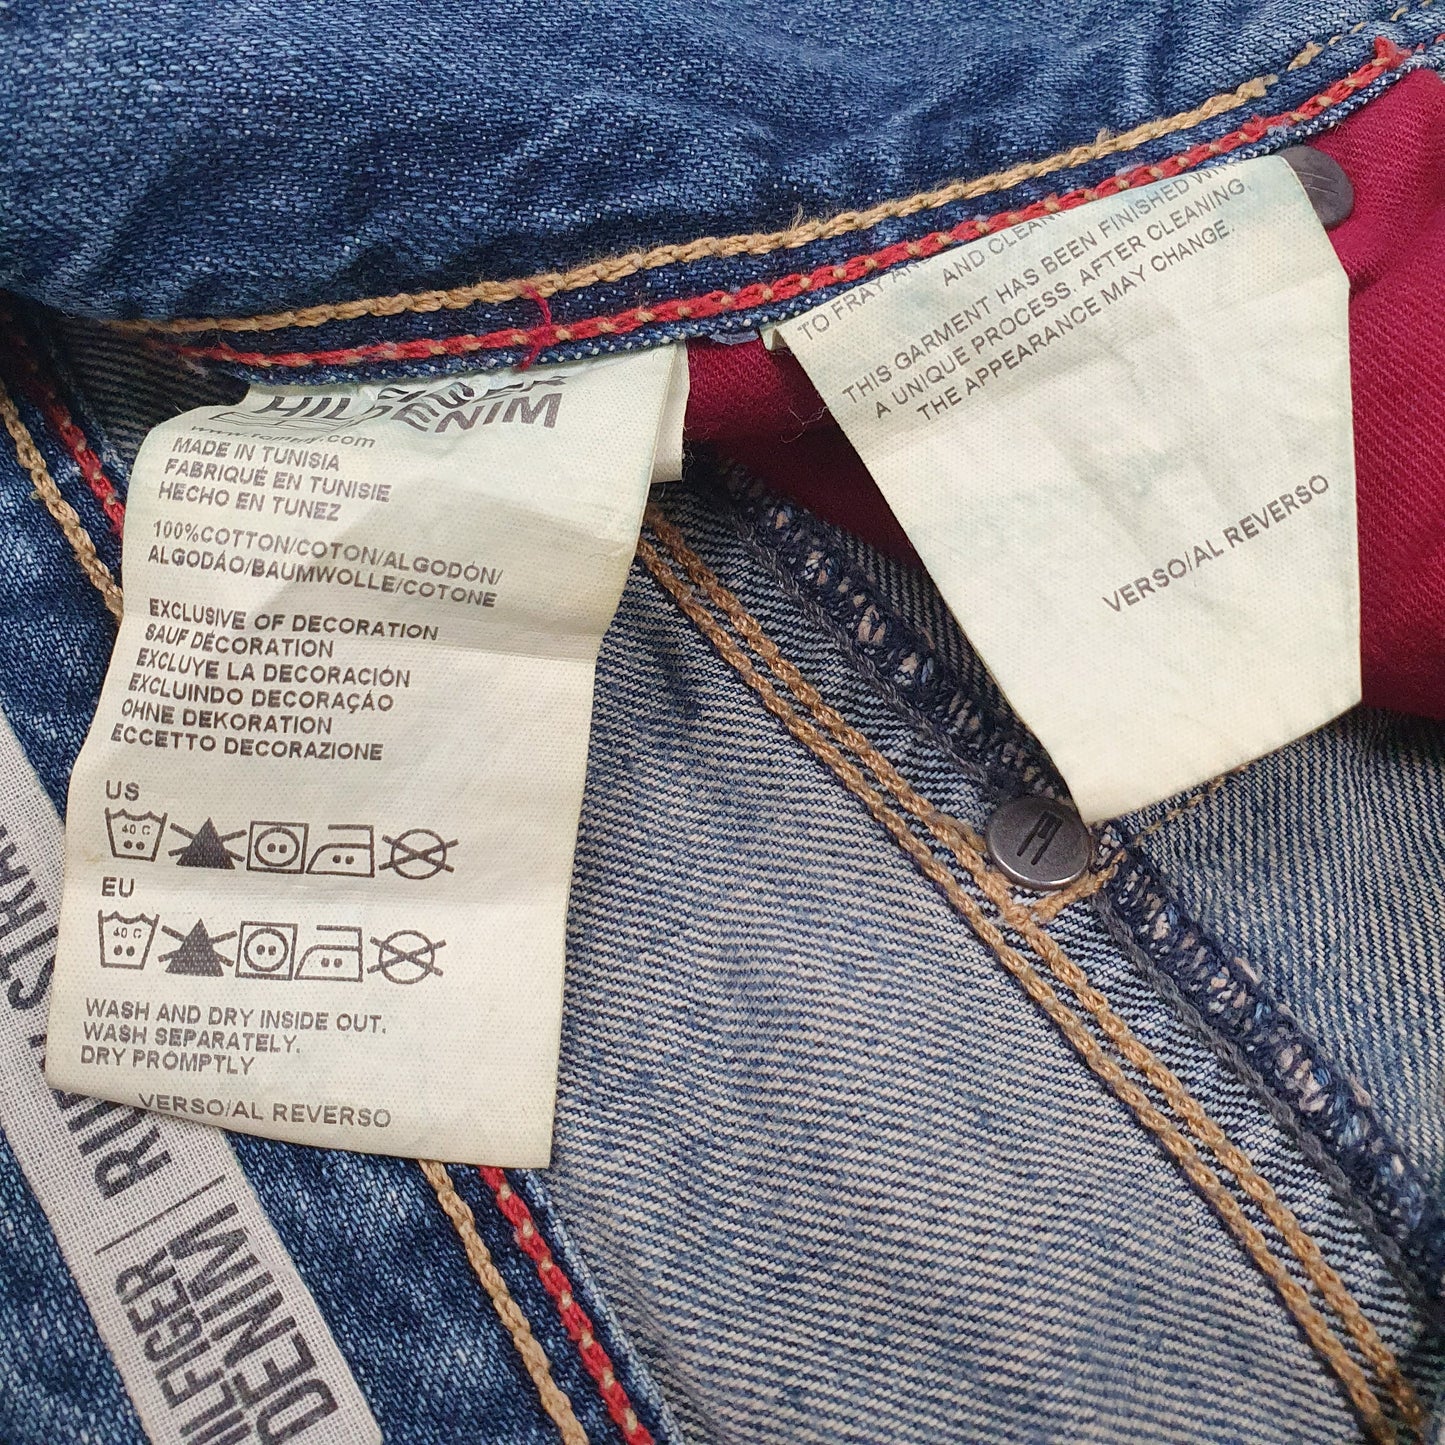 HIL DENIM
MADE IN TUNISIA
FABRIQUÉ EN TUNISIE
HECHO EN TUNEZ
100%COTTON/COTON/ALGODÓN/
ALGODÃO/BAUMWOLLE/COTONE
EXCLUSIVE OF DECORATION
SAUF DÉCORATION
EXCLUYE LA DECORACIÓN
EXCLUINDO DECORAÇÃO
OHNE DEKORATION
ECCETTO DECORAZIONE
US
40 C
EU
40 C
WASH AND DRY INSIDE OUT.
WASH SEPARATELY.
DRY PROMPTLY
VERSO/AL REVERSO
TO FRAY
AND CLEAN
THIS GARMENT HAS BEEN FINISHED WITH
A UNIQUE PROCESS. AFTER CLEANING,
THE APPEARANCE MAY CHANGE.
VERSO/AL REVERSO
HILFIGER
DENIM